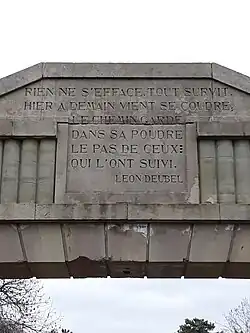 RIEN NE S'EFFACE, TOUT SURVIT.
HIER A DEMAIN VIENT SE COUDRE,
LE CHEMIN GARDE
DANS SA POUDRE
LE PAS DE CEUX
QUI L'ONT SUIVI.
LEON DEUBEL